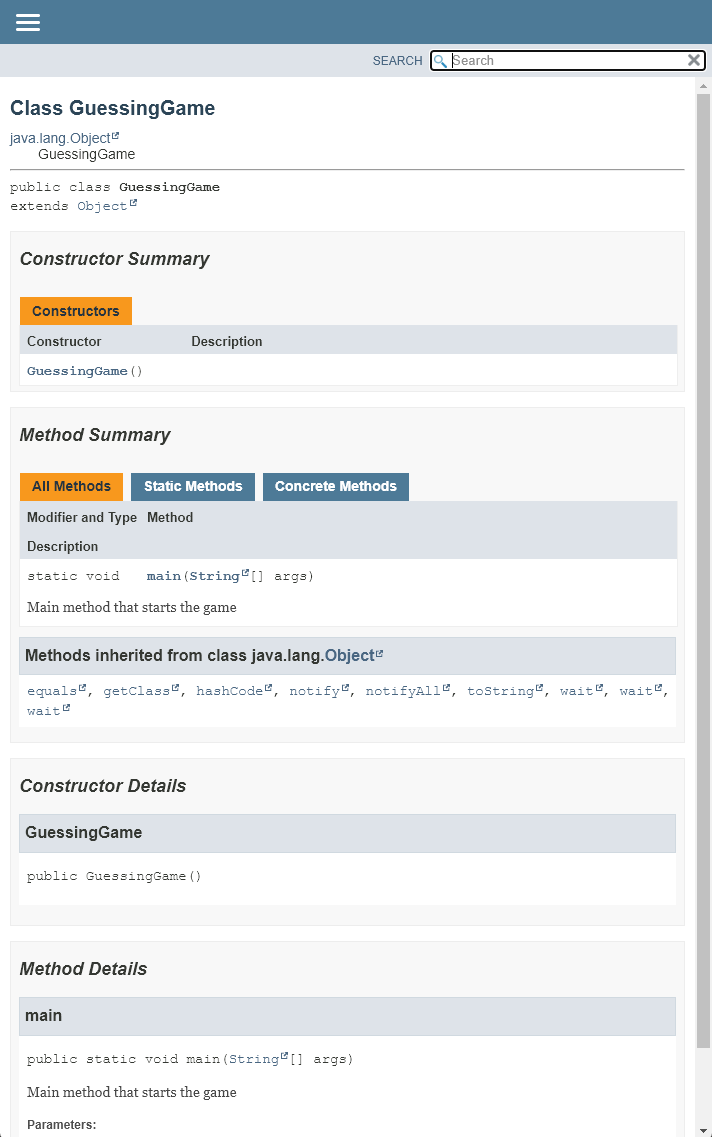 SEARCH Search
Class GuessingGame
java.lang.Object
GuessingGame
public class GuessingGame
extends Object
Constructor Summary
Constructors
Constructor Description
GuessingGame()
Method Summary
All Methods Static Methods Concrete Methods
Modifier and Type Method
Description
static void main(String[] args)
Main method that starts the game
Methods inherited from class java.lang.Object
equals, getClass, hashCode, notify, notifyAll, toString, wait, wait,
wait
Constructor Details
GuessingGame
public GuessingGame()
Method Details
main
public static void main(String[] args)
Main method that starts the game
Parameters: